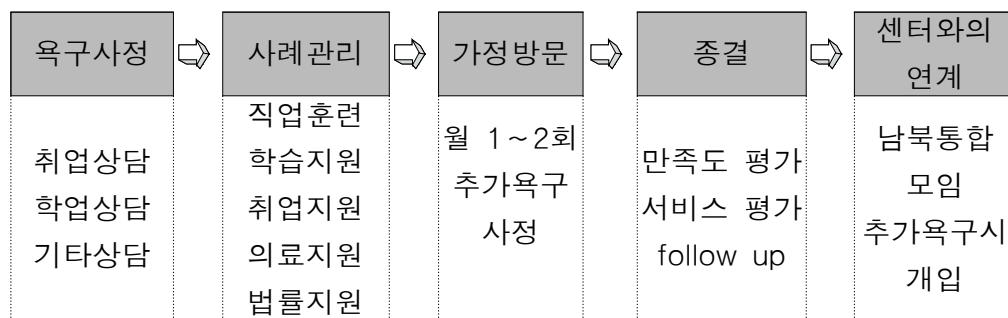 욕구사정
취업상담
학업상담
기타상담
사례관리
직업훈련
학습지원
취업지원
의료지원
법률지원
가정방문
월 1~2회
추가욕구
사정
종결
만족도 평가
서비스 평가
follow up
센터와의
연계
남북통합
모임
추가욕구시
개입